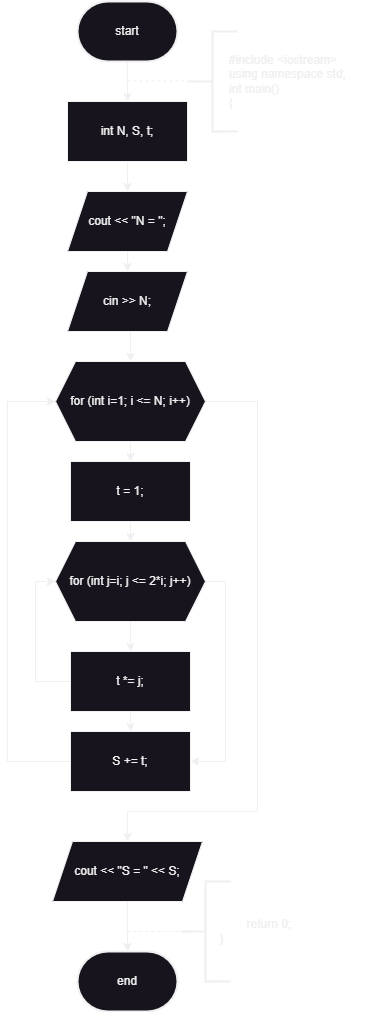 start
#include <iostream>
using namespace std;
int main()
{
int N, S, t;
cout << "N = ";
cin >> N;
for (int i=1; i <= N; i++)
t = 1;
for (int j=i; j <= 2*i; j++)
t *= j;
S += t;
cout << "S = " << S;
return 0;
}
end